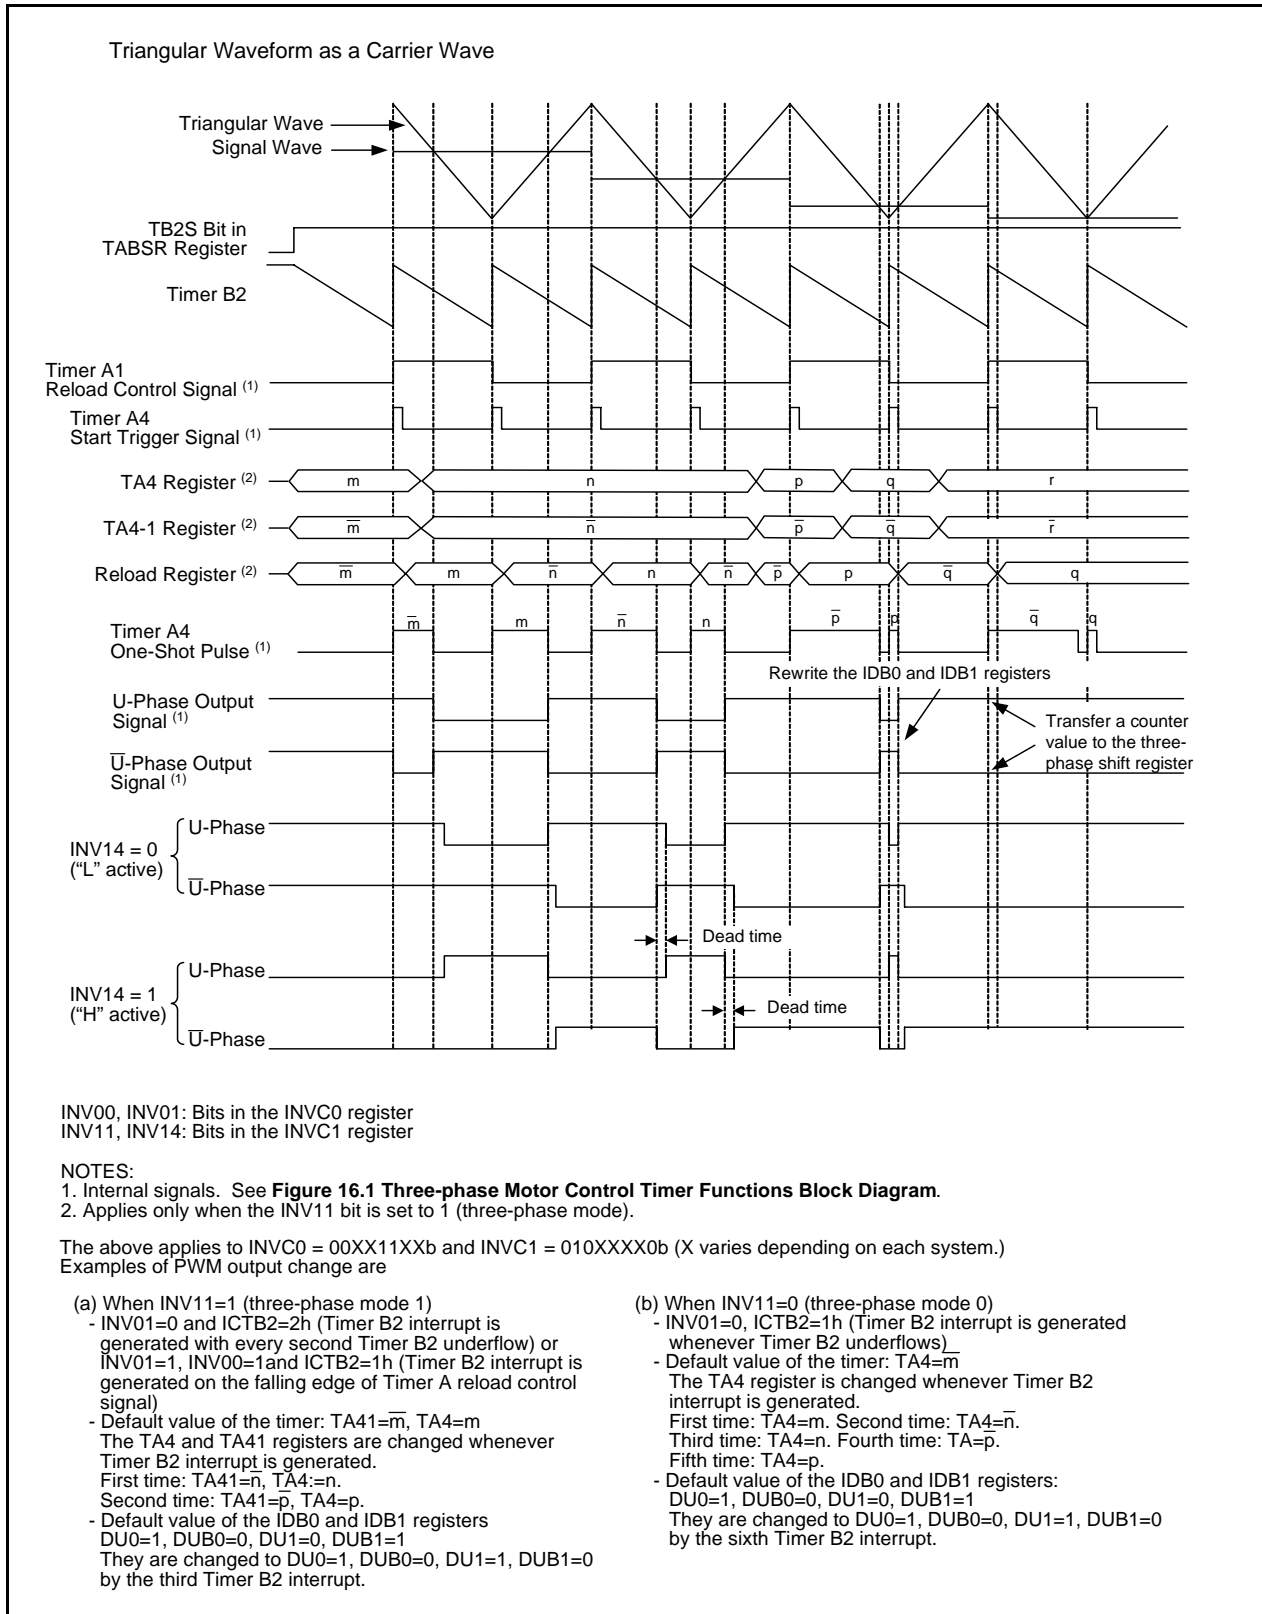 Triangular Waveform as a Carrier Wave
Triangular Wave
Signal Wave
TB2S Bit in
TABSR Register
Timer B2
Timer A1
Reload Control Signal (1)
Timer A4
Start Trigger Signal (1)
TA4 Register (2) m n p q r
TA4-1 Register (2) m̅ n̅ p̅ q̅ r̅
Reload Register (2) m̅ m n̅ n n̅ p̅ p q̅ q
m̅ m n̅ n p̅ p q̅ q
Timer A4
One-Shot Pulse (1)
Rewrite the IDB0 and IDB1 registers
U-Phase Output
Signal (1)
Transfer a counter
value to the three-
phase shift register
U̅-Phase Output
Signal (1)
INV14 = 0
("L" active)
U-Phase
U̅-Phase
Dead time
INV14 = 1
("H" active)
U-Phase
Dead time
U̅-Phase
INV00, INV01: Bits in the INVC0 register
INV11, INV14: Bits in the INVC1 register
NOTES:
1. Internal signals. See Figure 16.1 Three-phase Motor Control Timer Functions Block Diagram.
2. Applies only when the INV11 bit is set to 1 (three-phase mode).
The above applies to INVC0 = 00XX11XXb and INVC1 = 010XXXX0b (X varies depending on each system.)
Examples of PWM output change are
(a) When INV11=1 (three-phase mode 1)
- INV01=0 and ICTB2=2h (Timer B2 interrupt is
generated with every second Timer B2 underflow) or
INV01=1, INV00=1and ICTB2=1h (Timer B2 interrupt is
generated on the falling edge of Timer A reload control
signal)
- Default value of the timer: TA41=m̅, TA4=m
The TA4 and TA41 registers are changed whenever
Timer B2 interrupt is generated.
First time: TA41=n̅, TA4:=n.
Second time: TA41=p̅, TA4=p.
- Default value of the IDB0 and IDB1 registers
DU0=1, DUB0=0, DU1=0, DUB1=1
They are changed to DU0=1, DUB0=0, DU1=1, DUB1=0
by the third Timer B2 interrupt.
(b) When INV11=0 (three-phase mode 0)
- INV01=0, ICTB2=1h (Timer B2 interrupt is generated
whenever Timer B2 underflows)
- Default value of the timer: TA4=m̅
The TA4 register is changed whenever Timer B2
interrupt is generated.
First time: TA4=m. Second time: TA4=n̅.
Third time: TA4=n. Fourth time: TA=p̅.
Fifth time: TA4=p.
- Default value of the IDB0 and IDB1 registers:
DU0=1, DUB0=0, DU1=0, DUB1=1
They are changed to DU0=1, DUB0=0, DU1=1, DUB1=0
by the sixth Timer B2 interrupt.